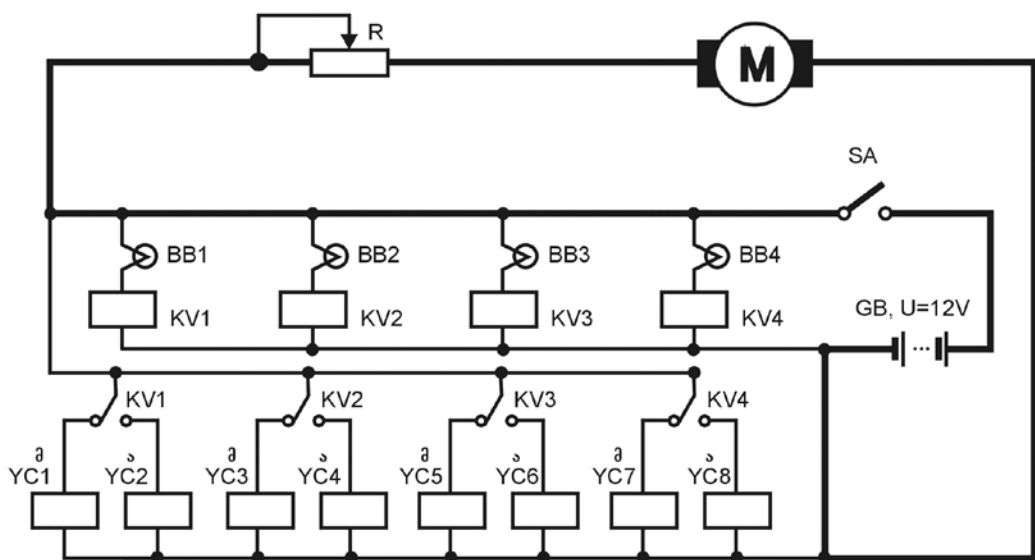 R
M
SA
BB1 BB2 BB3 BB4
KV1 KV2 KV3 KV4
GB, U=12V
KV1 KV2 KV3 KV4
მ ა მ ა მ ა მ ა
YC1 YC2 YC3 YC4 YC5 YC6 YC7 YC8